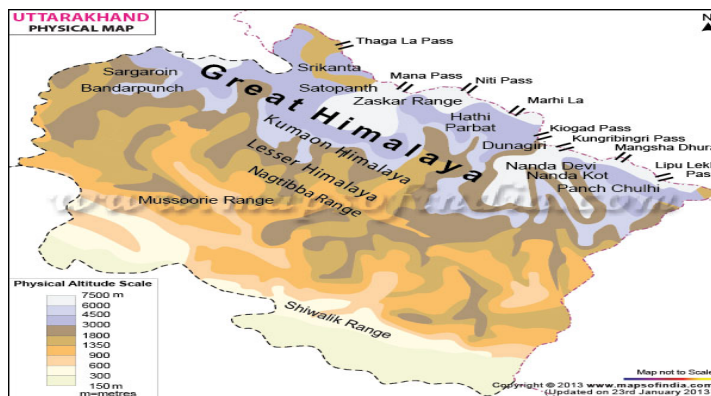 UTTARAKHAND
PHYSICAL MAP
N
Thaga La Pass
Sargaroin
Bandarpunch
Srikanta
Satopanth
Mana Pass
Niti Pass
Zaskar Range
Marhi La
Great Himalaya
Hathi
Parbat
Kiogad Pass
Kungribingri Pass
Dunagiri
Mangsha Dhura
Kumaon Himalaya
Nanda Devi
Lipu Lekh
Pass
Nanda Kot
Panch Chulhi
Lesser Himalaya
Nagtibba Range
Mussoorie Range
www.mapsofindia.com
Shiwalik Range
Physical Altitude Scale
7500 m
6000
4500
3000
1800
1350
900
600
300
150 m
m=metres
Map not to Scale
Copyright © 2013 www.mapsofindia.com
(Updated on 23rd January 2013)